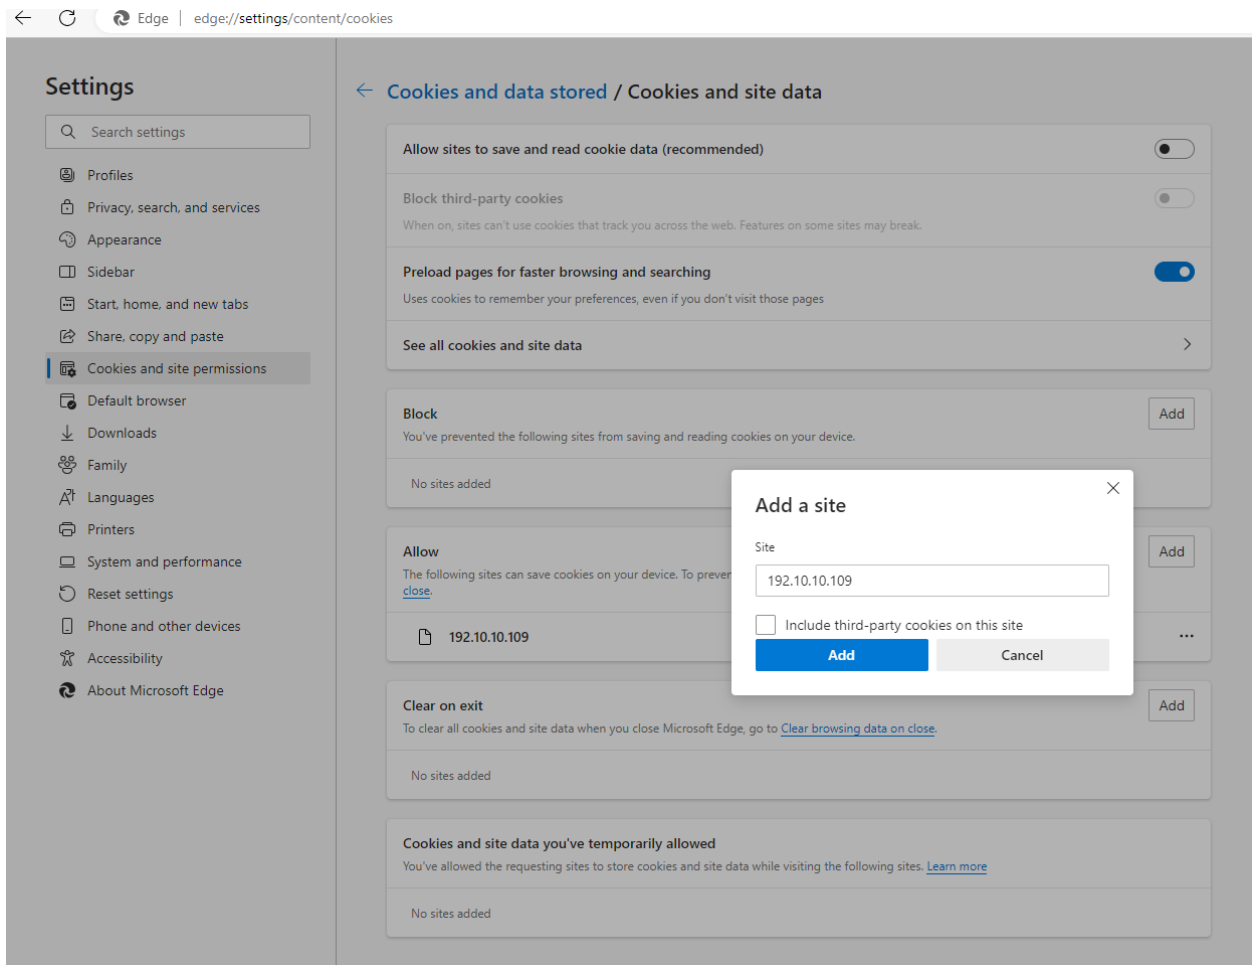 Edge | edge://settings/content/cookies
Settings
Search settings
Profiles
Privacy, search, and services
Appearance
Sidebar
Start, home, and new tabs
Share, copy and paste
Cookies and site permissions
Default browser
Downloads
Family
Languages
Printers
System and performance
Reset settings
Phone and other devices
Accessibility
About Microsoft Edge
Cookies and data stored / Cookies and site data
Allow sites to save and read cookie data (recommended)
Block third-party cookies
When on, sites can't use cookies that track you across the web. Features on some sites may break.
Preload pages for faster browsing and searching
Uses cookies to remember your preferences, even if you don't visit those pages
See all cookies and site data
Block
Add
You've prevented the following sites from saving and reading cookies on your device.
No sites added
Allow
Add
The following sites can save cookies on your device. To prever
close.
192.10.10.109
Add a site
Site
192.10.10.109
Include third-party cookies on this site
Add
Cancel
Clear on exit
Add
To clear all cookies and site data when you close Microsoft Edge, go to Clear browsing data on close.
No sites added
Cookies and site data you've temporarily allowed
You've allowed the requesting sites to store cookies and site data while visiting the following sites. Learn more
No sites added